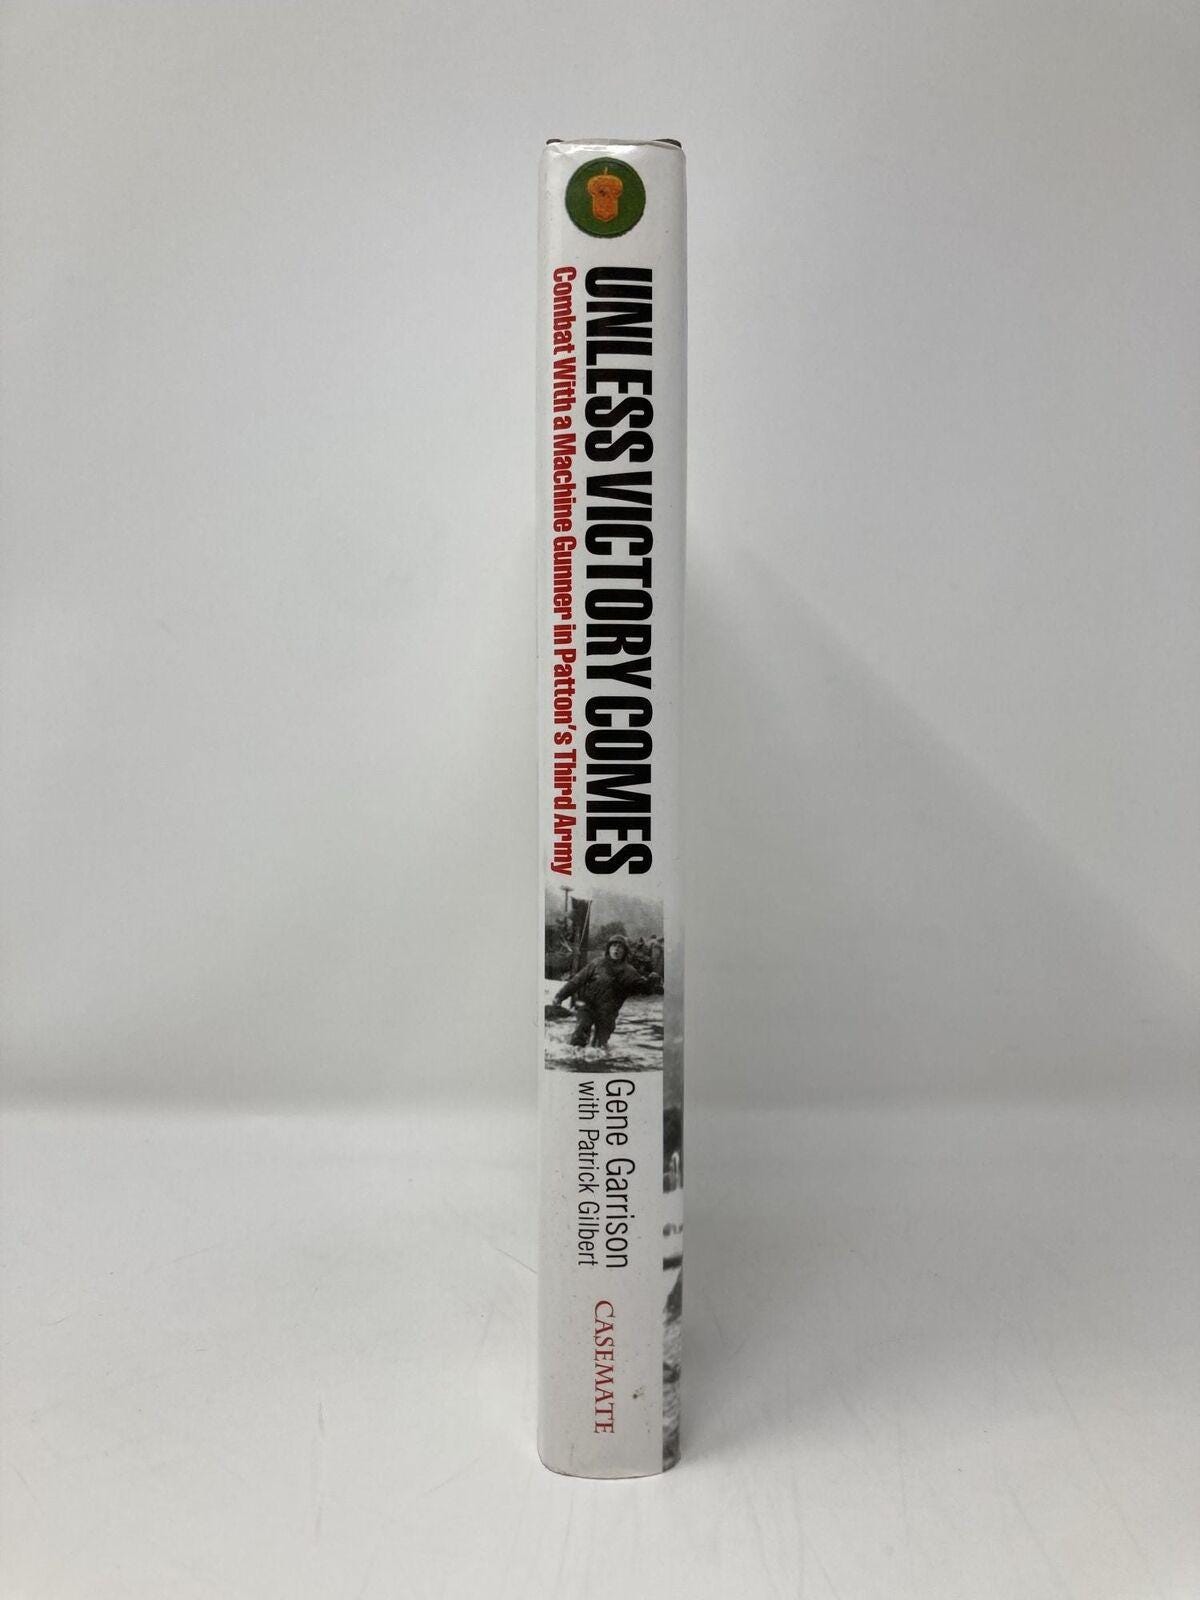 UNLESS VICTORY COMES
Combat With a Machine Gunner in Patton's Third Army
Gene Garrison
with Patrick Gilbert
CASEMATE